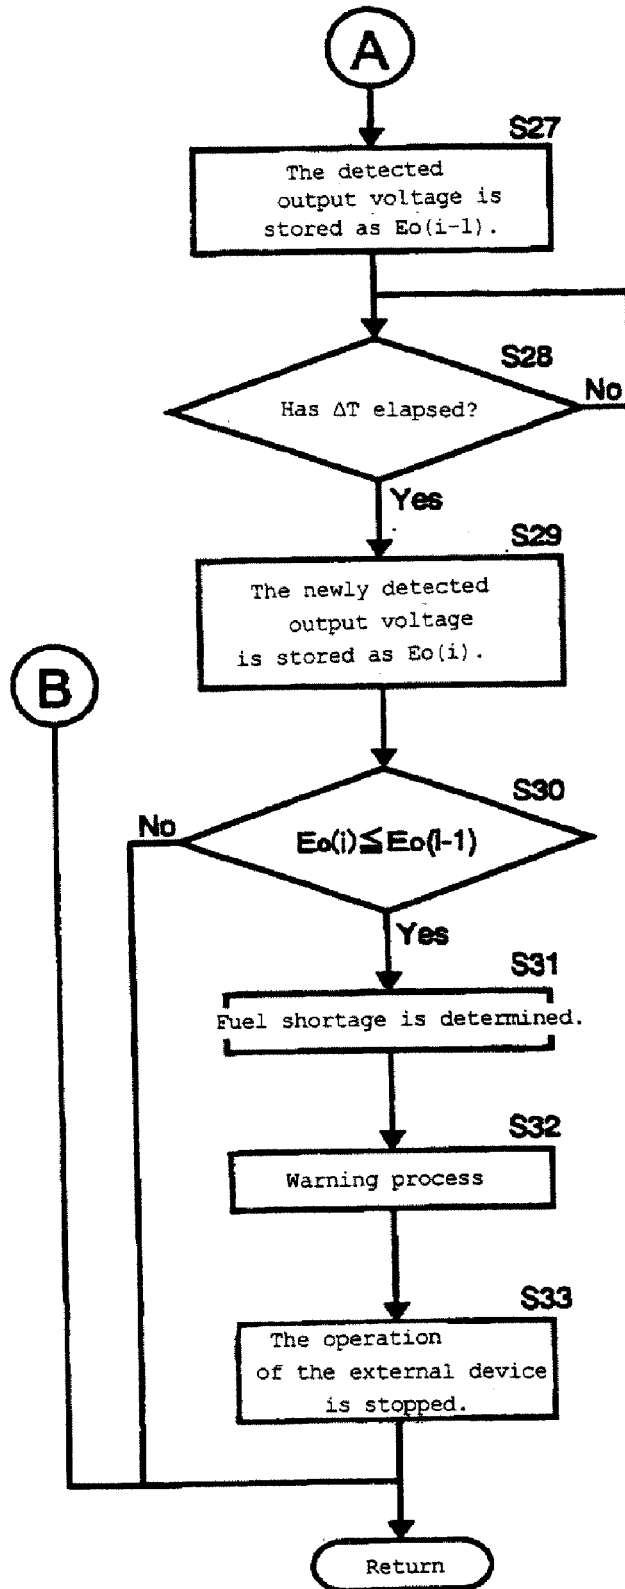 A
S27
The detected
output voltage is
stored as Eo(i-1).
S28
Has ΔT elapsed?
No
Yes
S29
The newly detected
output voltage
is stored as Eo(i).
B
S30
No
Eo(i)≦Eo(i-1)
Yes
S31
Fuel shortage is determined.
S32
Warning process
S33
The operation
of the external device
is stopped.
Return